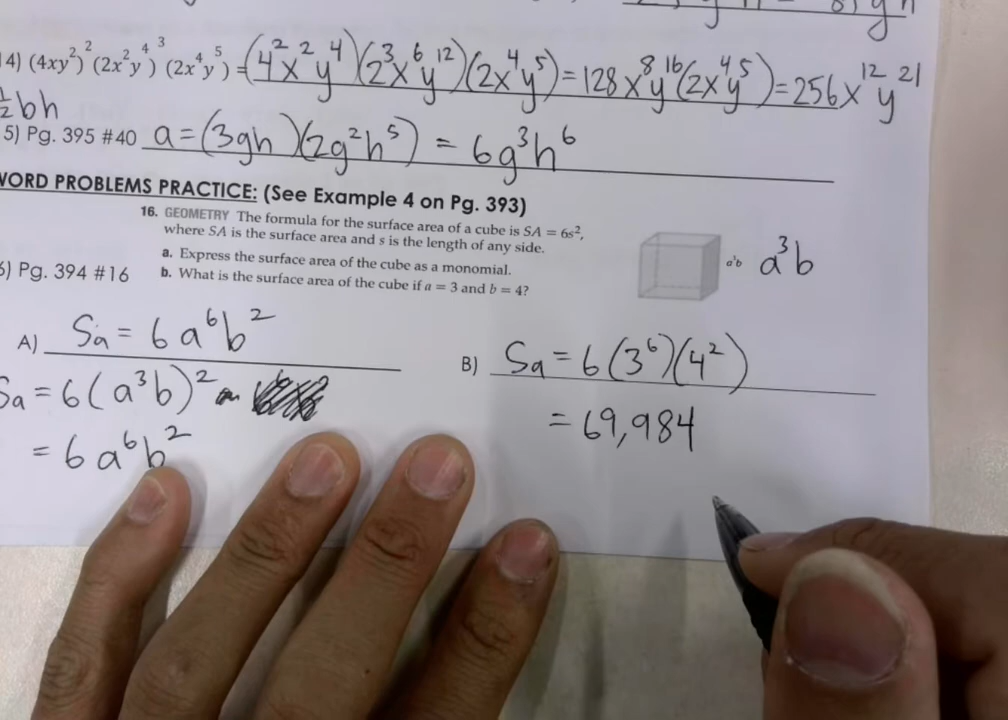 4) (4xy²)² (2x²y⁴)³ (2x⁴y⁵) = (4²x²y⁴)(2³x⁶y¹²)(2x⁴y⁵) = 128x⁸y¹⁶(2x⁴y⁵) = 256x¹²y²¹
½bh
5) Pg. 395 #40 a = (3gh)(2g²h⁵) = 6g³h⁶
WORD PROBLEMS PRACTICE: (See Example 4 on Pg. 393)
16. GEOMETRY The formula for the surface area of a cube is SA = 6s²,
where SA is the surface area and s is the length of any side.
a. Express the surface area of the cube as a monomial.
b. What is the surface area of the cube if a = 3 and b = 4?
a³b a³b
6) Pg. 394 #16
A) Sa = 6a⁶b²
Sa = 6(a³b)²
= 6a⁶b²
B) Sa = 6(3⁶)(4²)
= 69,984